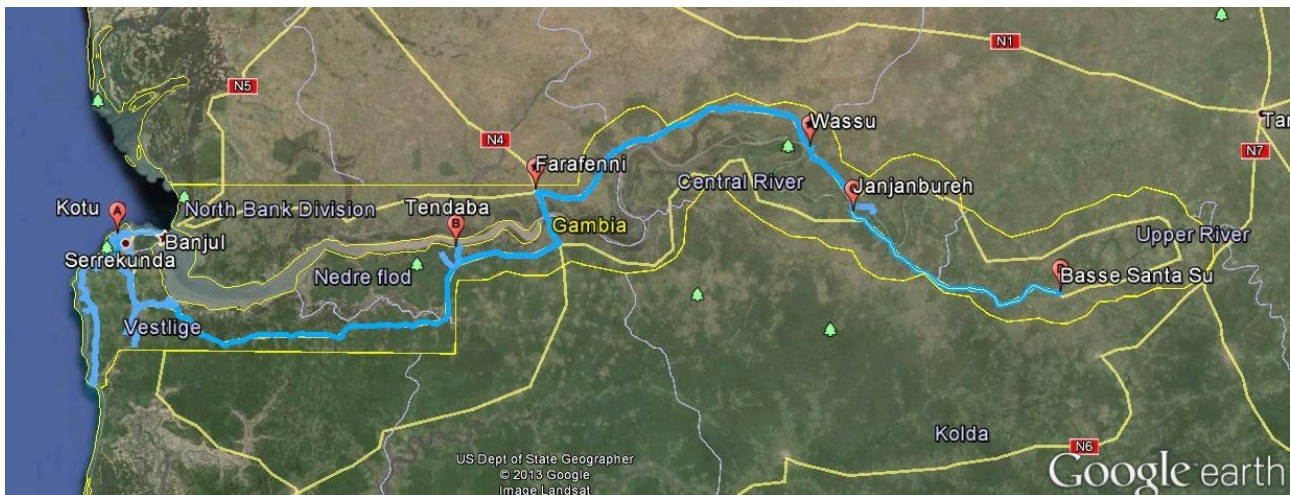 N1
N5
N4
Wassu
Tar
N7
Farafenni
Janjanbureh
Central River
Kotu
A
North Bank Division
Tendaba
B
Gambia
Banjul
Serrekunda
Upper River
Nedre flod
Basse Santa Su
Vestlige
Kolda
N6
US Dept of State Geographer
© 2013 Google
Image Landsat
Google earth